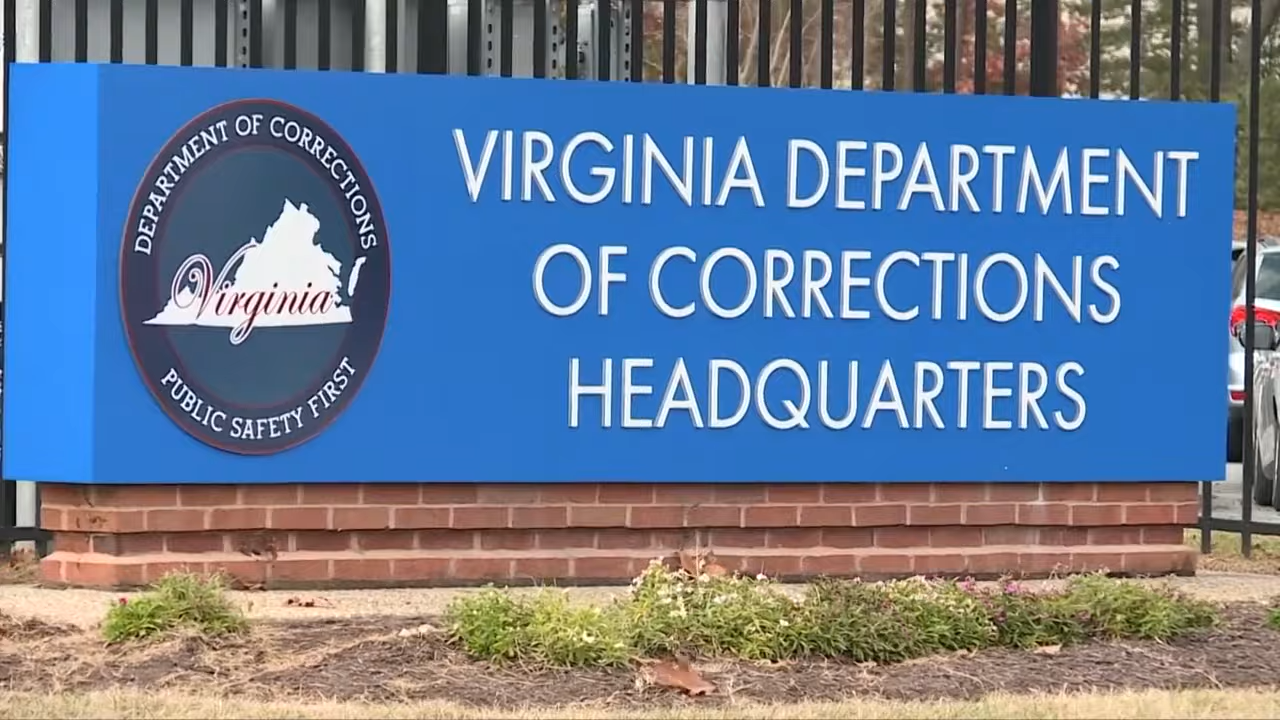 DEPARTMENT OF CORRECTIONS
Virginia
PUBLIC SAFETY FIRST
VIRGINIA DEPARTMENT
OF CORRECTIONS
HEADQUARTERS